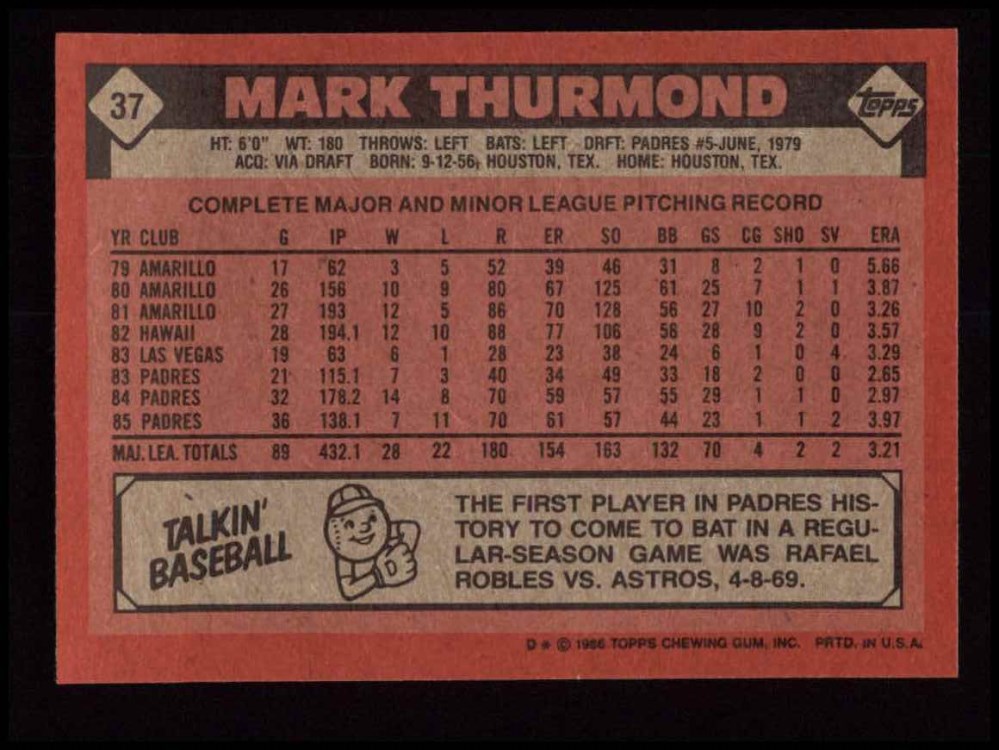 37 MARK THURMOND Topps
HT: 6'0" WT: 180 THROWS: LEFT BATS: LEFT DRFT: PADRES #5-JUNE, 1979
ACQ: VIA DRAFT BORN: 9-12-56, HOUSTON, TEX. HOME: HOUSTON, TEX.
COMPLETE MAJOR AND MINOR LEAGUE PITCHING RECORD
YR CLUB G IP W L R ER SO BB GS CG SHO SV ERA
79 AMARILLO 17 62 3 5 52 39 46 31 8 2 1 0 5.66
80 AMARILLO 26 156 10 9 80 67 125 61 25 7 1 1 3.87
81 AMARILLO 27 193 12 5 86 70 128 56 27 10 2 0 3.26
82 HAWAII 28 194.1 12 10 88 77 106 56 28 9 2 0 3.57
83 LAS VEGAS 19 63 6 1 28 23 38 24 6 1 0 4 3.29
83 PADRES 21 115.1 7 3 40 34 49 33 18 2 0 0 2.65
84 PADRES 32 178.2 14 8 70 59 57 55 29 1 1 0 2.97
85 PADRES 36 138.1 7 11 70 61 57 44 23 1 1 2 3.97
MAJ. LEA. TOTALS 89 432.1 28 22 180 154 163 132 70 4 2 2 3.21
TALKIN'
BASEBALL
D
THE FIRST PLAYER IN PADRES HIS-
TORY TO COME TO BAT IN A REGU-
LAR-SEASON GAME WAS RAFAEL
ROBLES VS. ASTROS, 4-8-69.
D * © 1986 TOPPS CHEWING GUM, INC. PRTD. IN U.S.A.